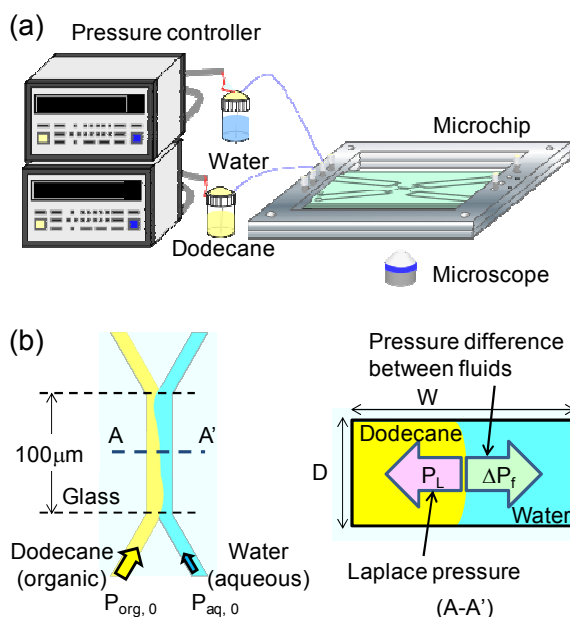 (a)
Pressure controller
Water
Dodecane
Microchip
Microscope
(b)
A
A'
100μm
Glass
Dodecane
(organic)
Water
(aqueous)
Porg, 0
Paq, 0
Pressure difference
between fluids
W
Dodecane
D
PL
ΔPf
Water
Laplace pressure
(A-A')